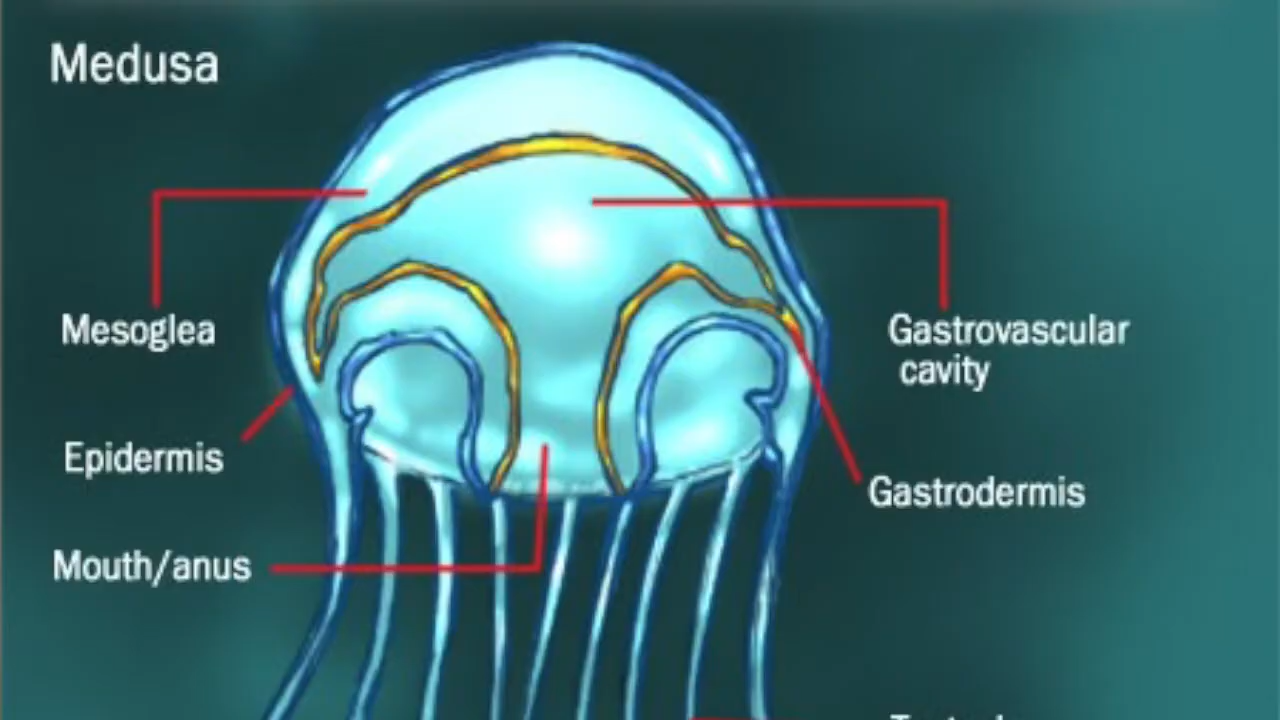 Medusa
Mesoglea
Gastrovascular
cavity
Epidermis
Gastrodermis
Mouth/anus